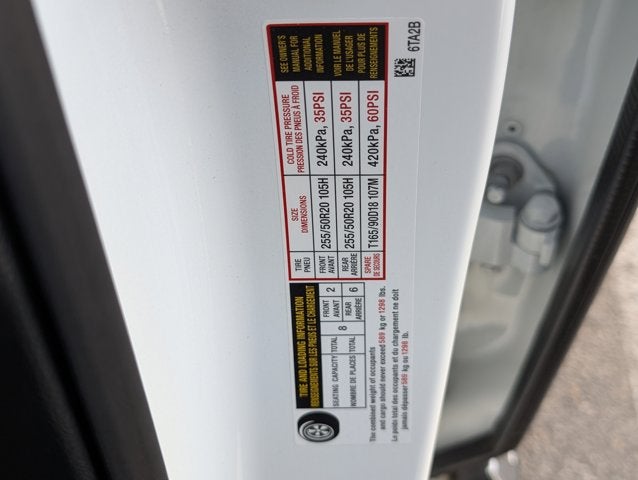 TIRE AND LOADING INFORMATION
RENSEIGNEMENTS SUR LES PNEUS ET LE CHARGEMENT
SEATING CAPACITY TOTAL 8 FRONT AVANT 2 REAR ARRIÈRE 6
NOMBRE DE PLACES TOTAL
The combined weight of occupants
and cargo should never exceed 589 kg or 1298 lbs.
Le poids total des occupants et du chargement ne doit
jamais dépasser 589 kg ou 1298 lb.
TIRE SIZE COLD TIRE PRESSURE
PNEU DIMENSIONS PRESSION DES PNEUS À FROID
FRONT AVANT 255/50R20 105H 240kPa, 35PSI
REAR ARRIÈRE 255/50R20 105H 240kPa, 35PSI
SPARE DE SECOURS T165/90D18 107M 420kPa, 60PSI
SEE OWNER'S
MANUAL FOR
ADDITIONAL
INFORMATION
VOIR LE MANUEL
DE L'USAGER
POUR PLUS DE
RENSEIGNEMENTS
6TA2B